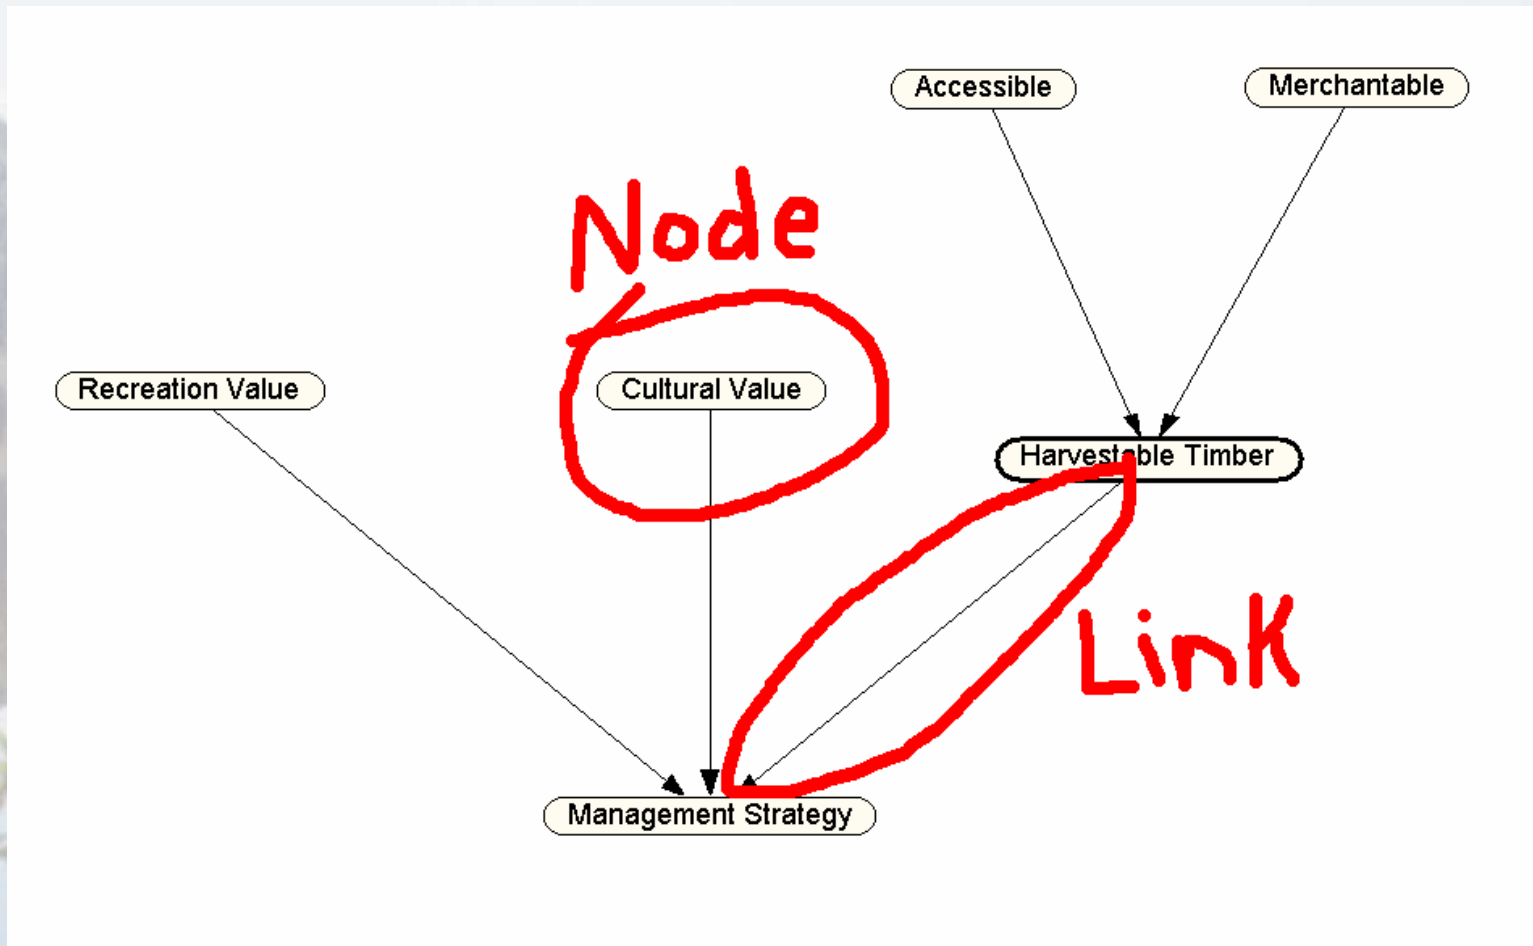 Accessible
Merchantable
Node
Recreation Value
Cultural Value
Harvestable Timber
Link
Management Strategy